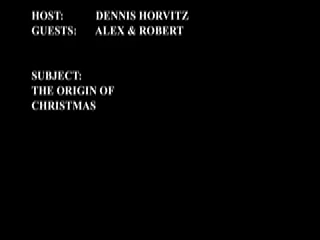 HOST: DENNIS HORVITZ
GUESTS: ALEX & ROBERT
SUBJECT:
THE ORIGIN OF
CHRISTMAS